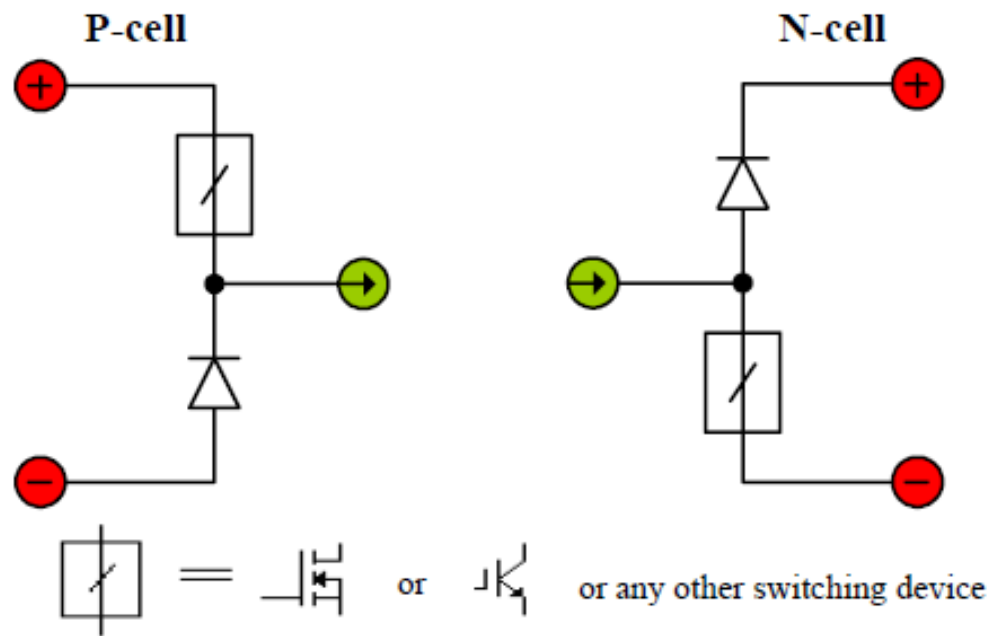 P-cell
N-cell
+
+
−
−
= or or any other switching device